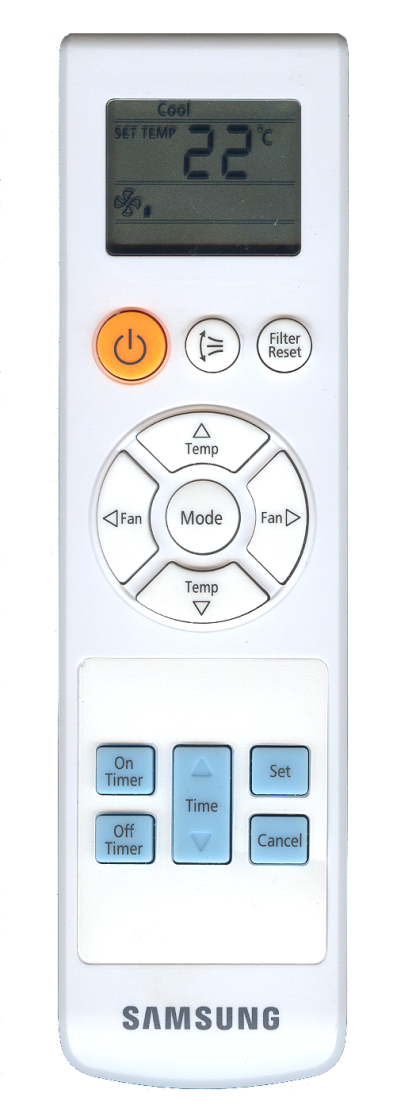 Cool
SET TEMP 22 °C
Filter
Reset
Temp
Fan
Mode
Fan
Temp
On
Timer
Time
Set
Off
Timer
Cancel
SAMSUNG